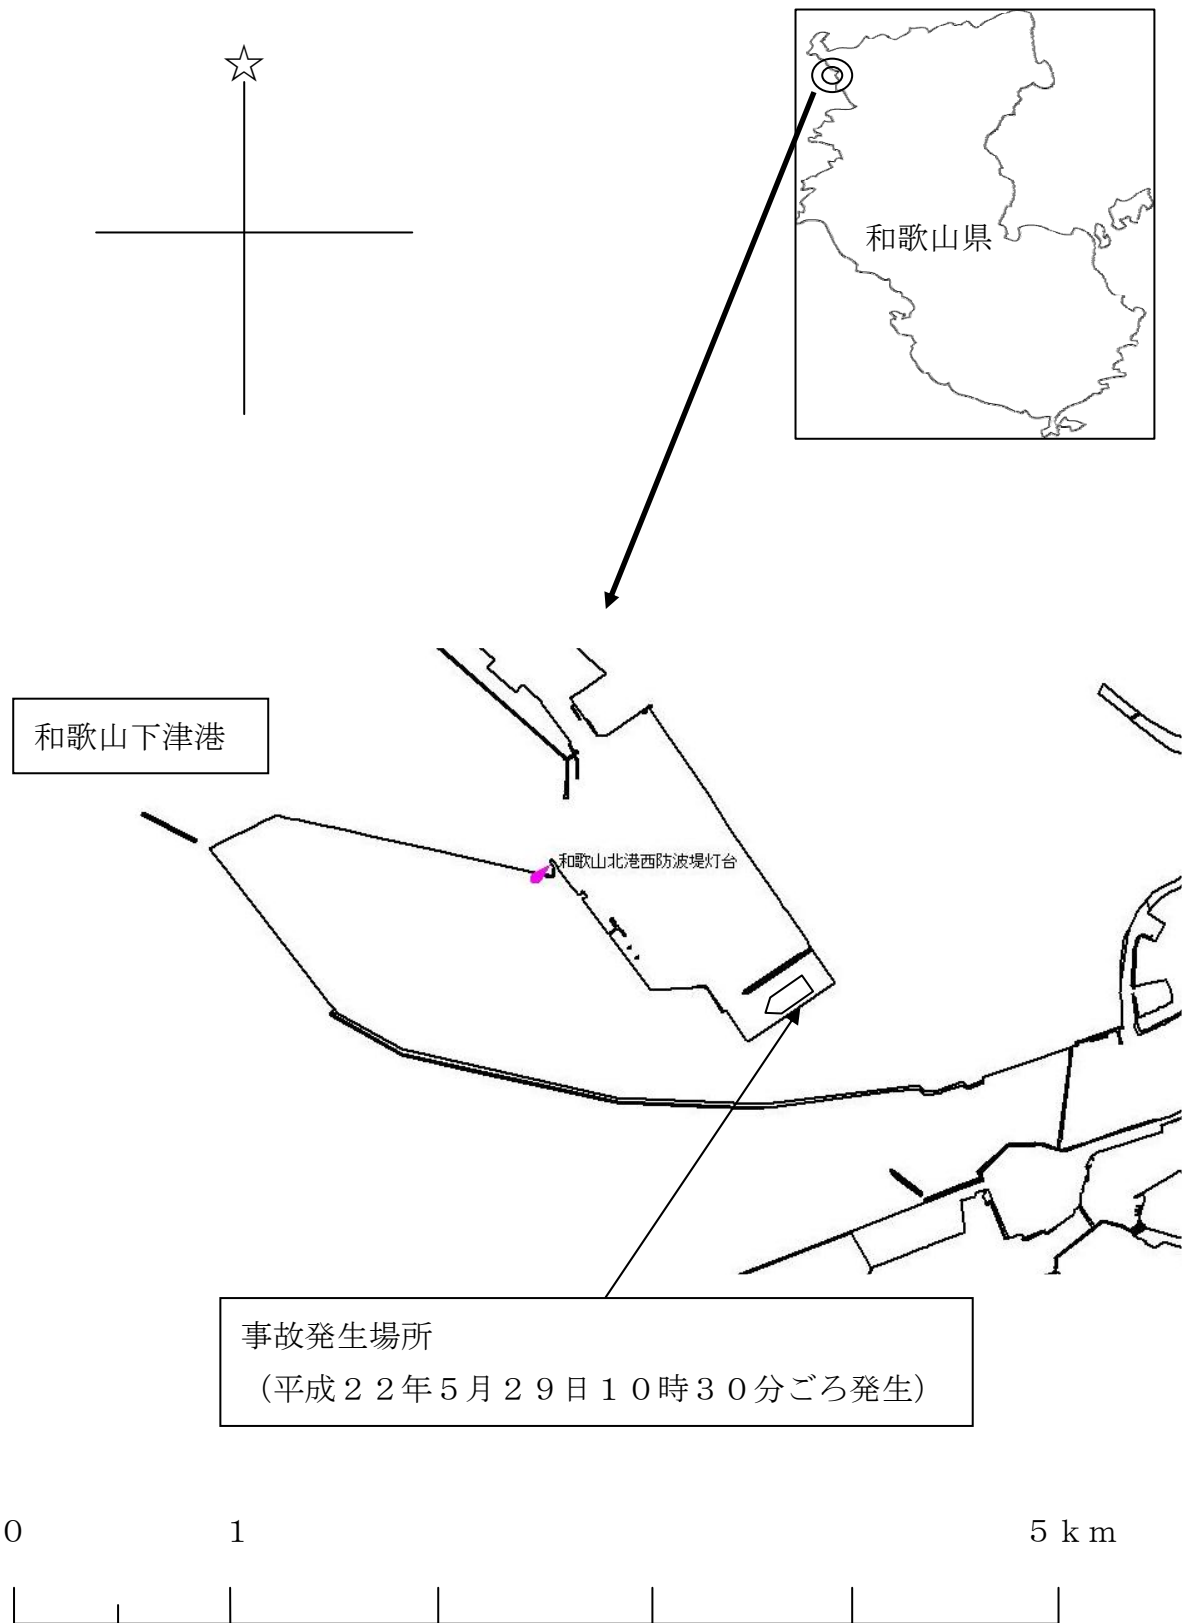 和歌山県
和歌山下津港
和歌山北港西防波堤灯台
事故発生場所
（平成２２年５月２９日１０時３０分ごろ発生）
0 1 5 k m